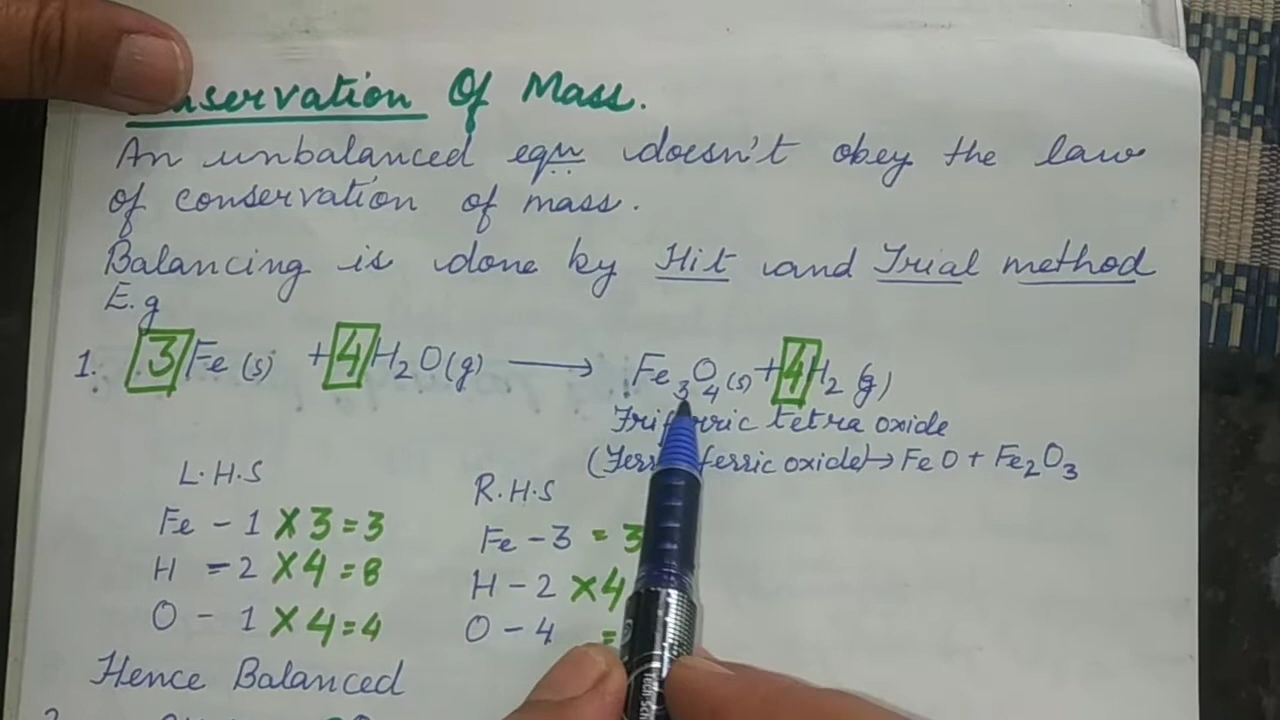 Of Mass.
An unbalanced eqn doesn't obey the law
of conservation of mass.
Balancing is done by Hit and Trial method
E.g
1. 3 Fe (s) + 4 H₂O (g) ⟶ Fe₃O₄ (s) + 4 H₂ (g)
tetra oxide
ferric oxide) → FeO + Fe₂O₃
L.H.S
R.H.S
Fe - 1 × 3 = 3
Fe - 3 = 3
H = 2 × 4 = 8
H - 2 × 4
O - 1 × 4 = 4
O - 4 =
Hence Balanced